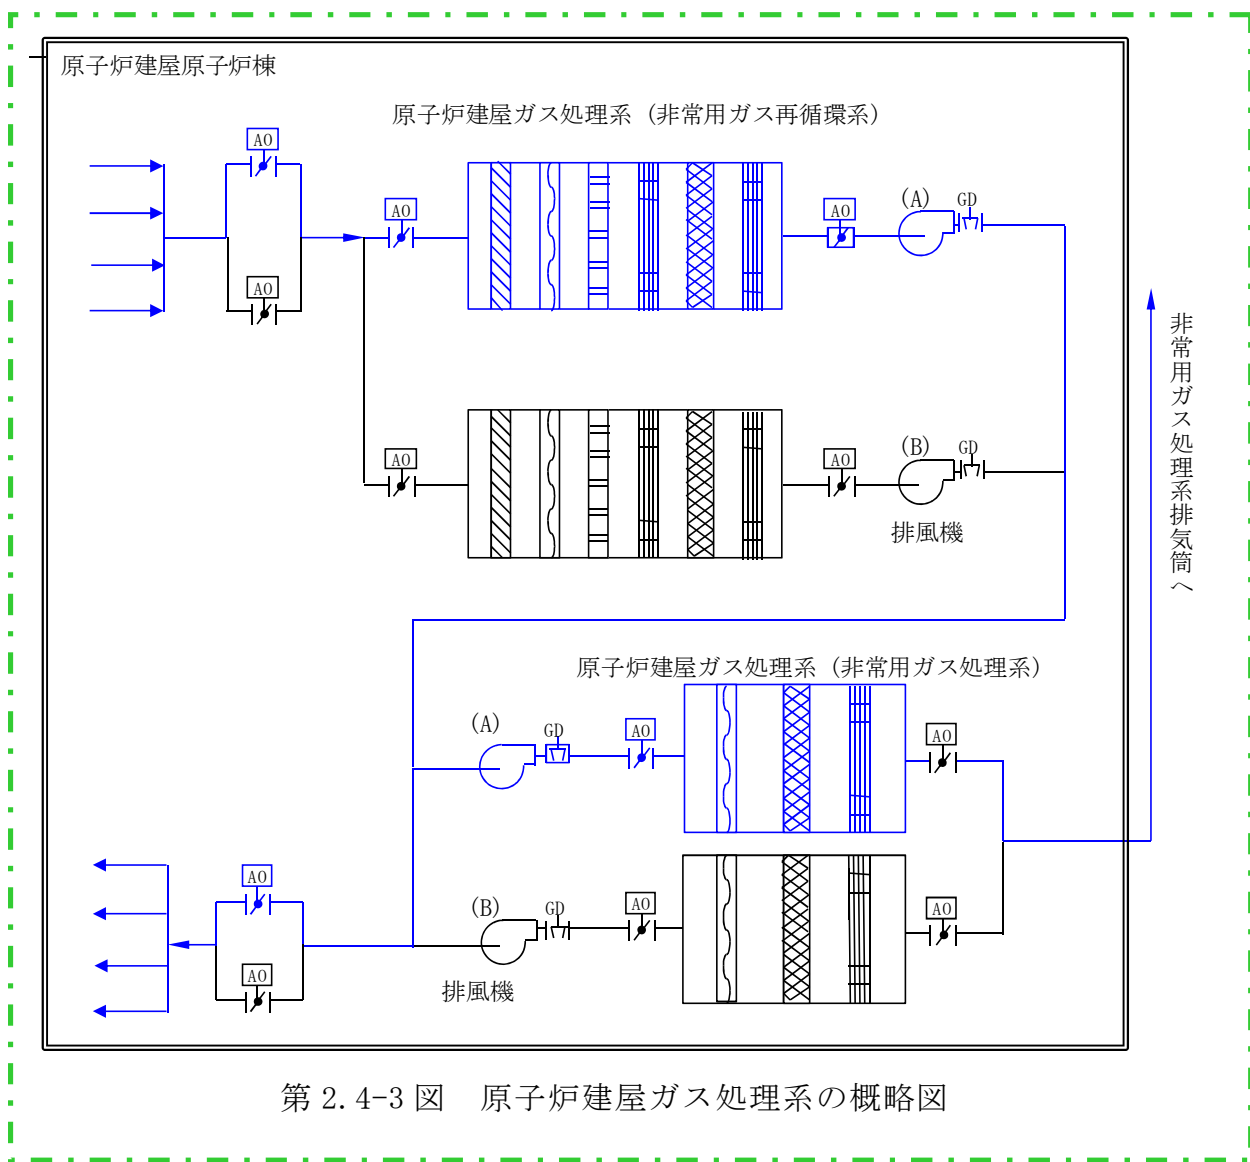 原子炉建屋原子炉棟
原子炉建屋ガス処理系（非常用ガス再循環系）
AO
AO
AO
(A)
GD
AO
AO
AO
(B)
GD
排風機
非常用ガス処理系排気筒へ
原子炉建屋ガス処理系（非常用ガス処理系）
(A)
GD
AO
AO
AO
(B)
GD
AO
AO
AO
排風機
第 2.4-3 図　原子炉建屋ガス処理系の概略図